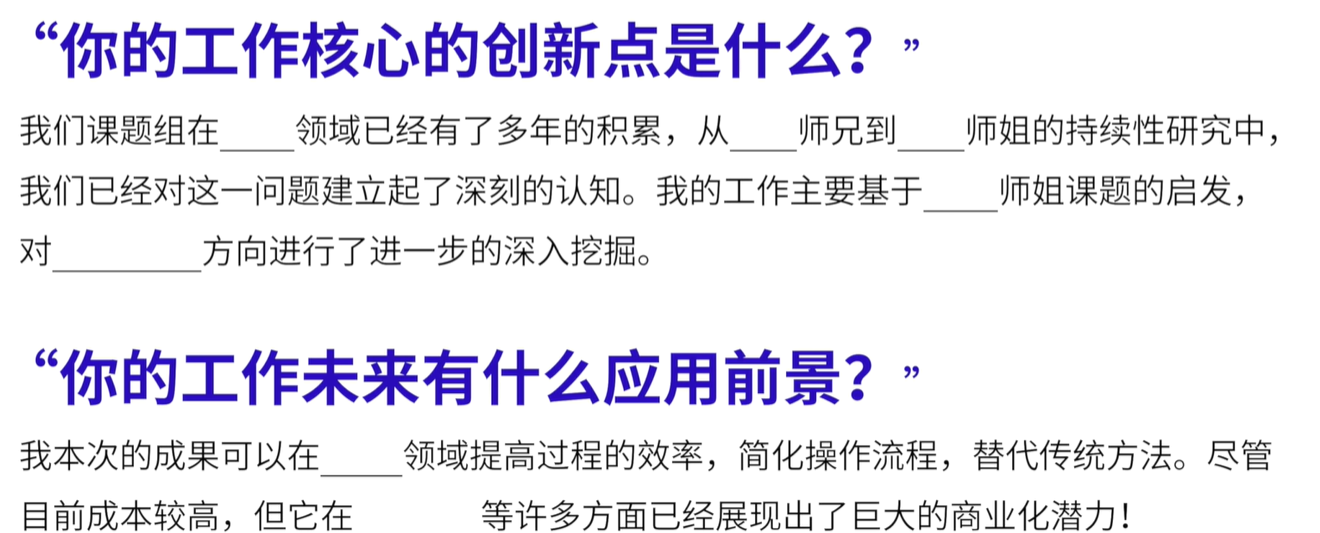 “你的工作核心的创新点是什么？”
我们课题组在____领域已经有了多年的积累，从____师兄到____师姐的持续性研究中，
我们已经对这一问题建立起了深刻的认知。我的工作主要基于____师姐课题的启发，
对________方向进行了进一步的深入挖掘。
“你的工作未来有什么应用前景？”
我本次的成果可以在____领域提高过程的效率，简化操作流程，替代传统方法。尽管
目前成本较高，但它在 等许多方面已经展现出了巨大的商业化潜力！